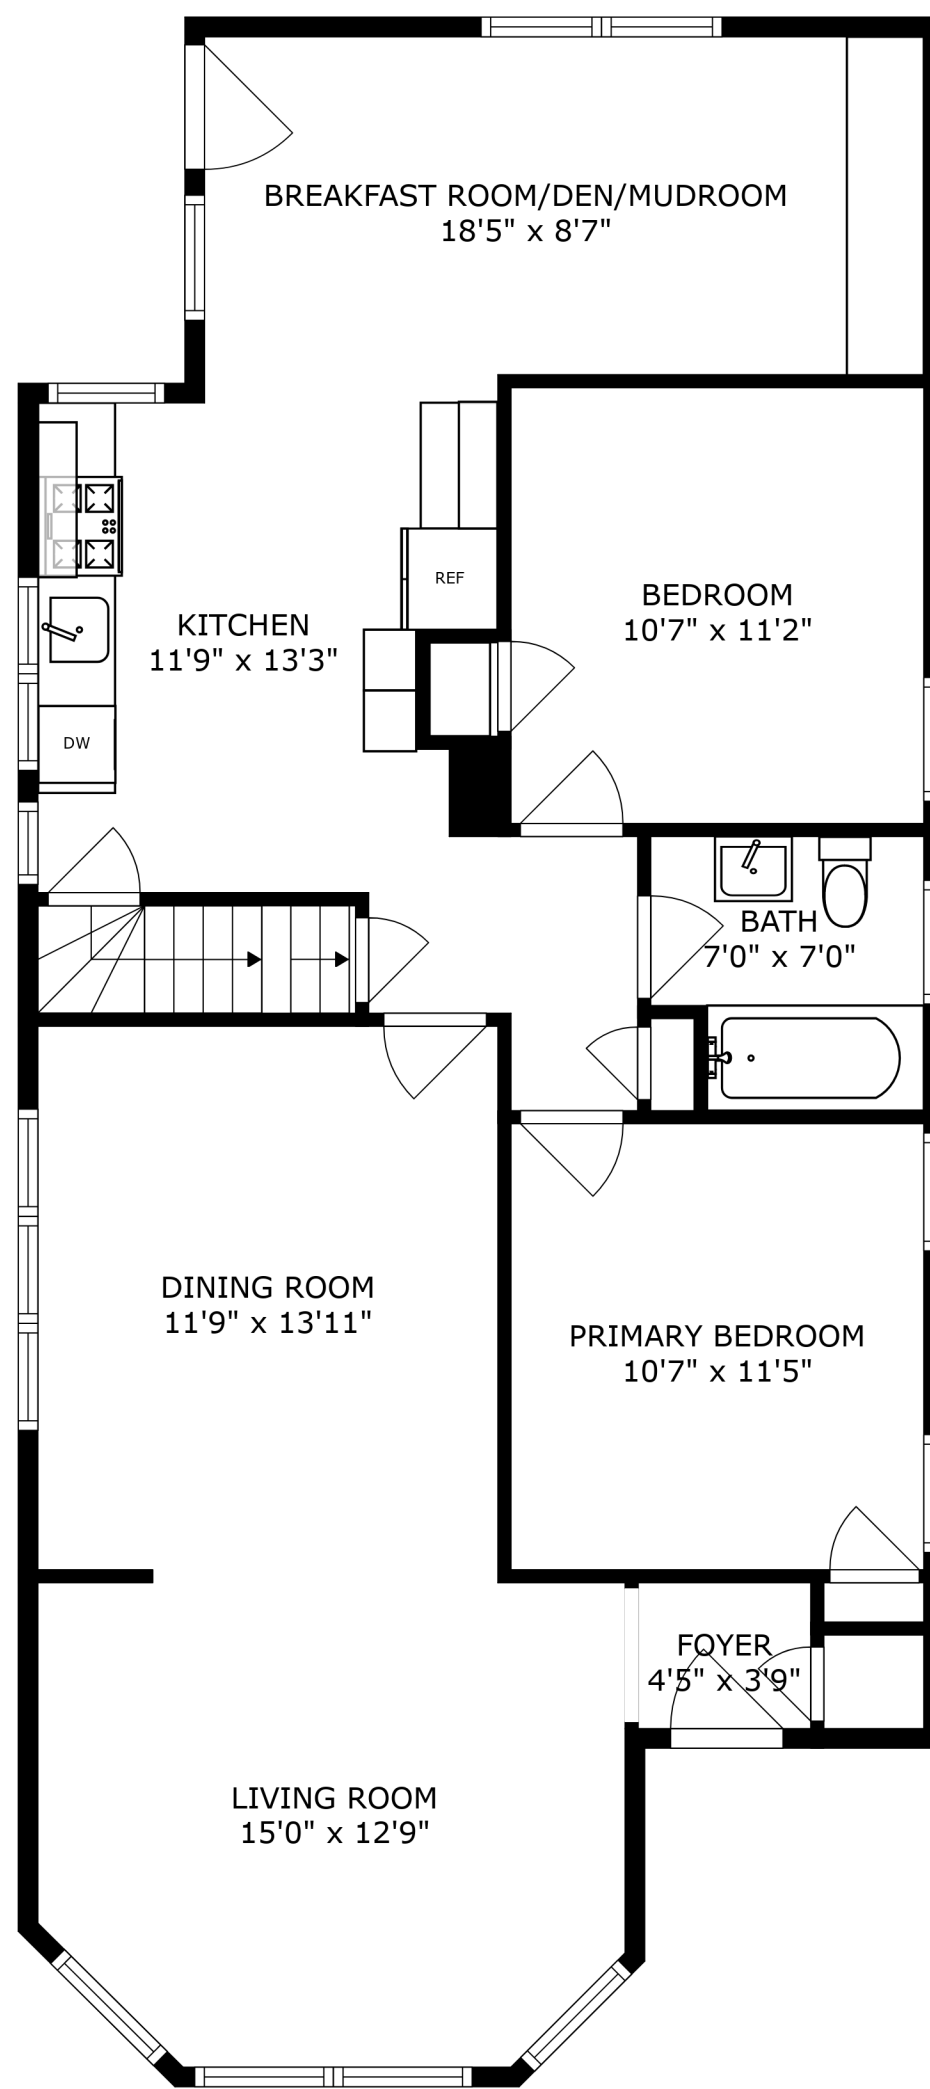 BREAKFAST ROOM/DEN/MUDROOM
18'5" x 8'7"
REF
BEDROOM
10'7" x 11'2"
KITCHEN
11'9" x 13'3"
DW
BATH
7'0" x 7'0"
DINING ROOM
11'9" x 13'11"
PRIMARY BEDROOM
10'7" x 11'5"
FOYER
4'5" x 3'9"
LIVING ROOM
15'0" x 12'9"